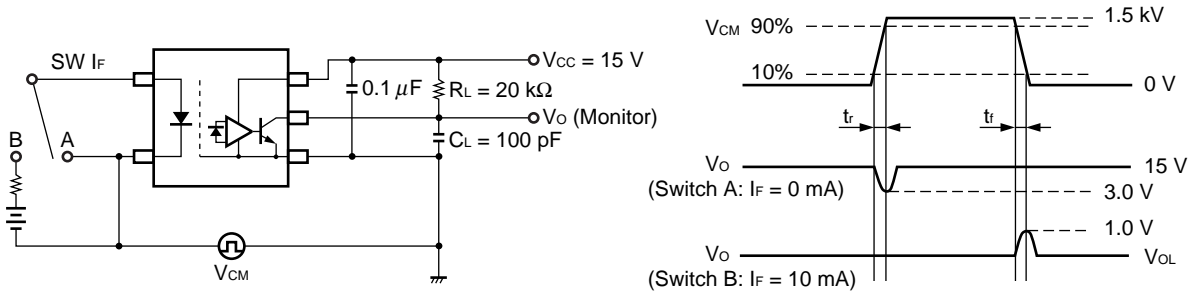 SW IF
B
A
VCC = 15 V
0.1 μF
RL = 20 kΩ
VO (Monitor)
CL = 100 pF
VCM
VCM 90%
1.5 kV
10%
0 V
tr
tf
VO
15 V
(Switch A: IF = 0 mA)
3.0 V
1.0 V
VO
VOL
(Switch B: IF = 10 mA)